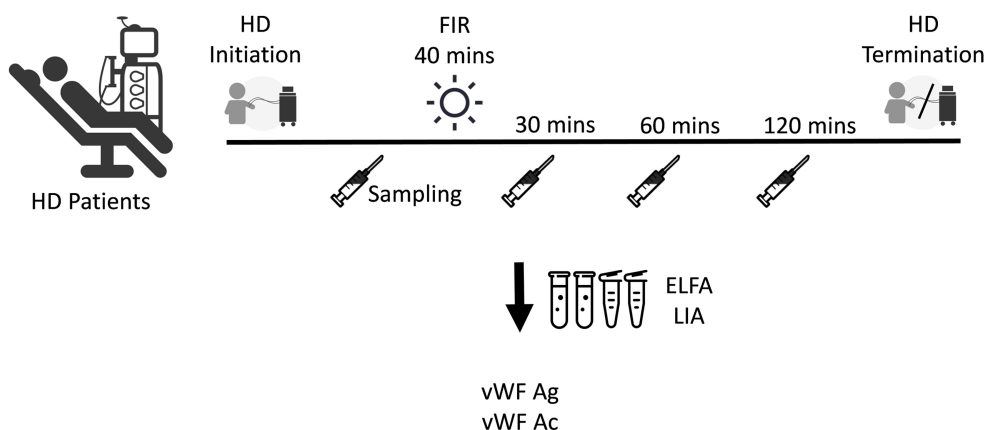 HD
Initiation
FIR
40 mins
HD
Termination
30 mins
60 mins
120 mins
HD Patients
Sampling
ELFA
LIA
vWF Ag
vWF Ac